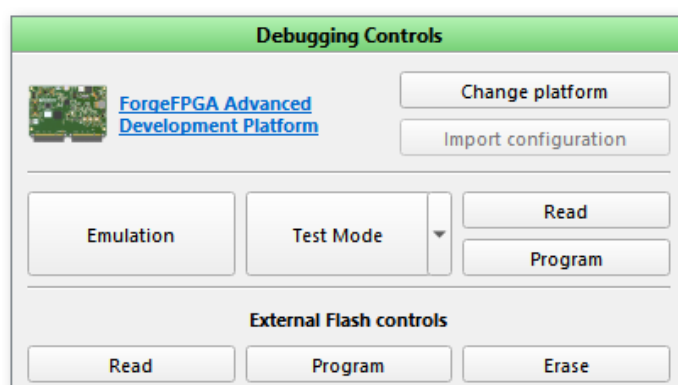 Debugging Controls
ForgeFPGA Advanced
Development Platform
Change platform
Import configuration
Emulation
Test Mode
Read
Program
External Flash controls
Read
Program
Erase